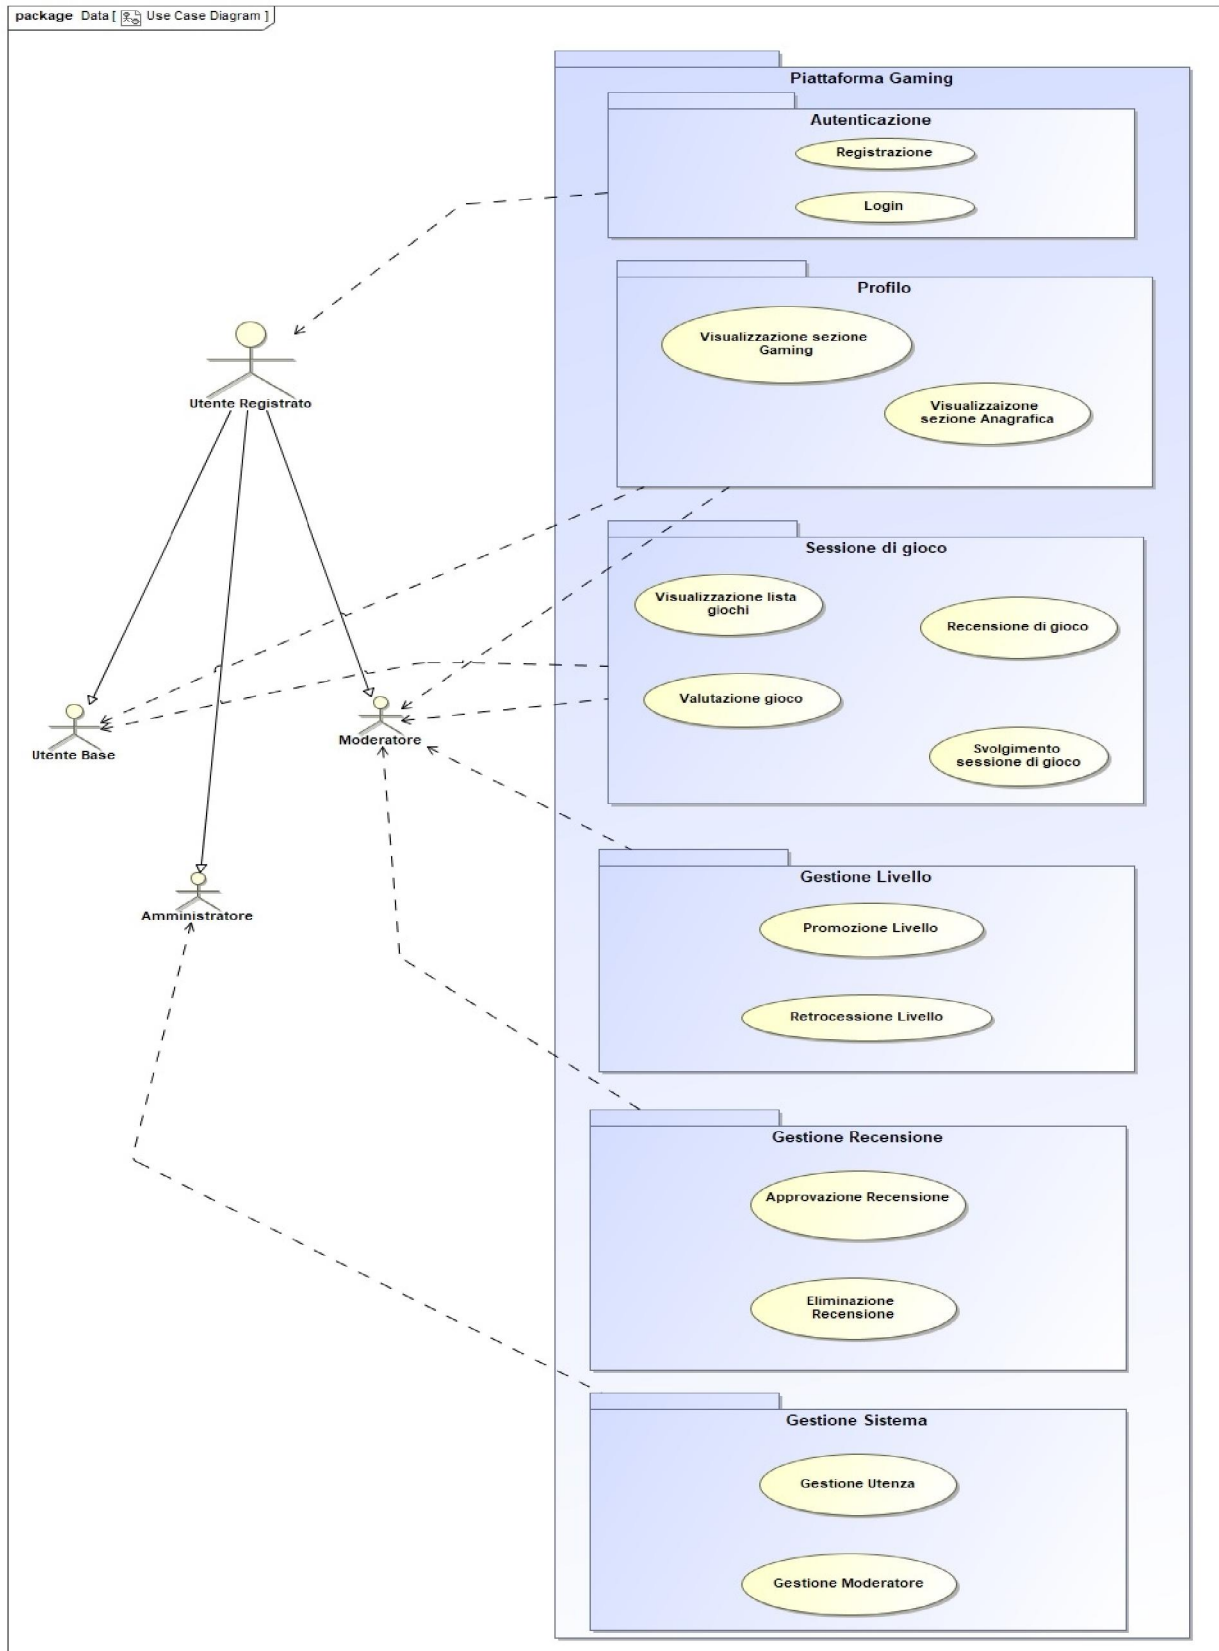 package Data [ Use Case Diagram ]
Piattaforma Gaming
Autenticazione
Registrazione
Login
Profilo
Visualizzazione sezione
Gaming
Visualizzaizone
sezione Anagrafica
Utente Registrato
Sessione di gioco
Visualizzazione lista
giochi
Recensione di gioco
Valutazione gioco
Svolgimento
sessione di gioco
Utente Base
Moderatore
Amministratore
Gestione Livello
Promozione Livello
Retrocessione Livello
Gestione Recensione
Approvazione Recensione
Eliminazione
Recensione
Gestione Sistema
Gestione Utenza
Gestione Moderatore